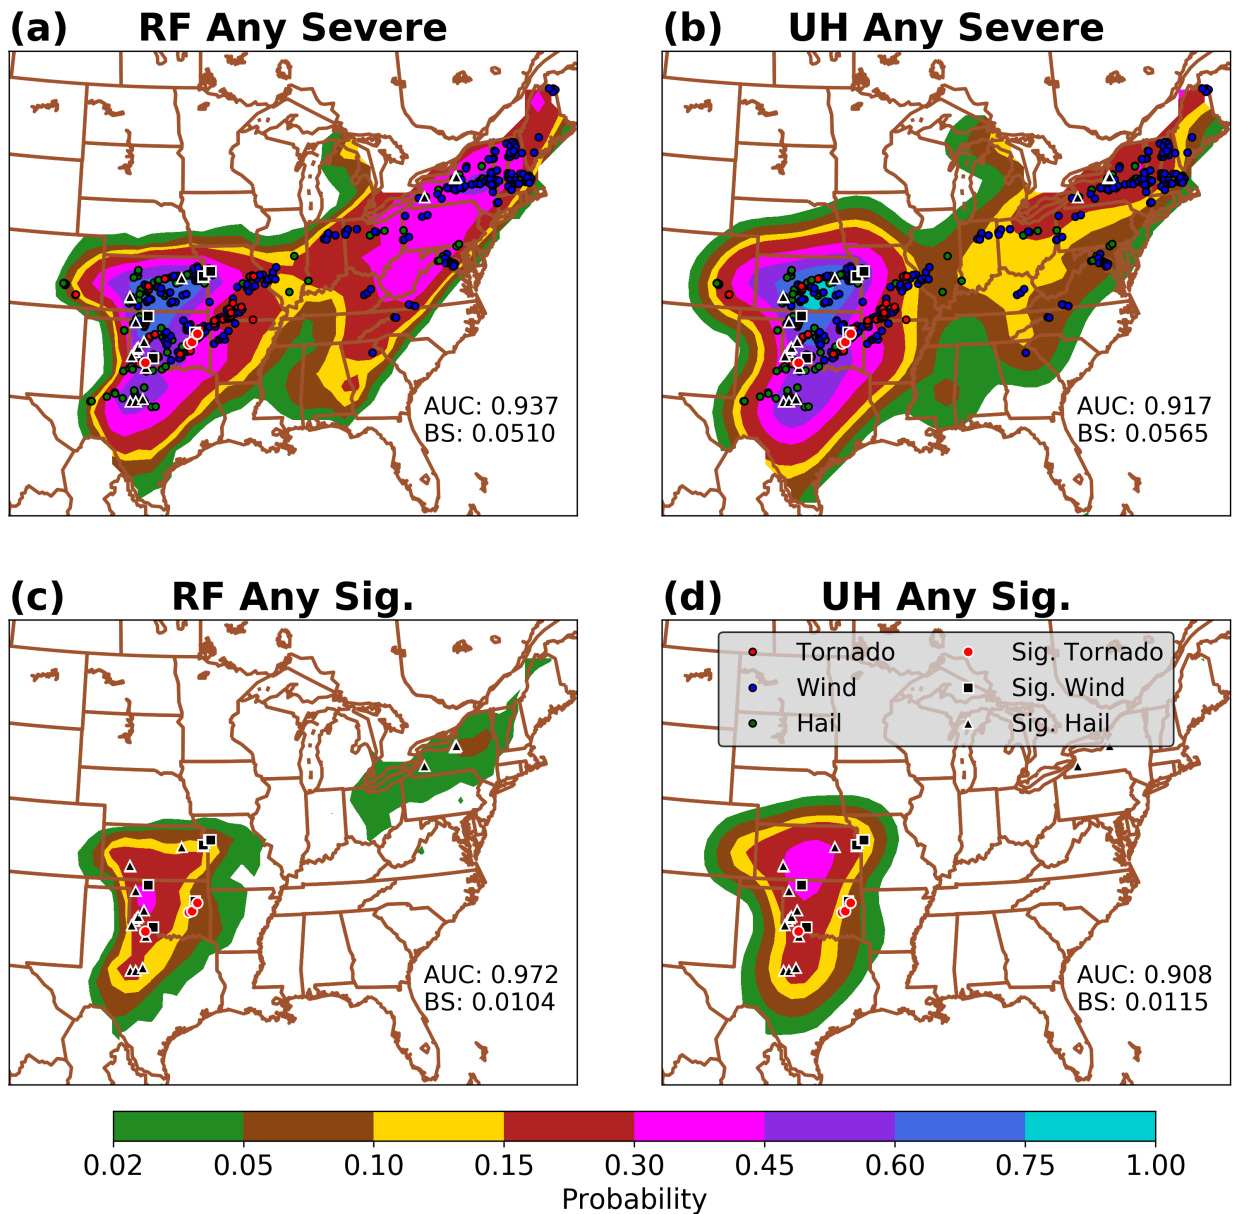 (a) RF Any Severe
(b) UH Any Severe
AUC: 0.937
BS: 0.0510
AUC: 0.917
BS: 0.0565
(c) RF Any Sig.
(d) UH Any Sig.
Tornado Sig. Tornado
Wind Sig. Wind
Hail Sig. Hail
AUC: 0.972
BS: 0.0104
AUC: 0.908
BS: 0.0115
0.02 0.05 0.10 0.15 0.30 0.45 0.60 0.75 1.00
Probability